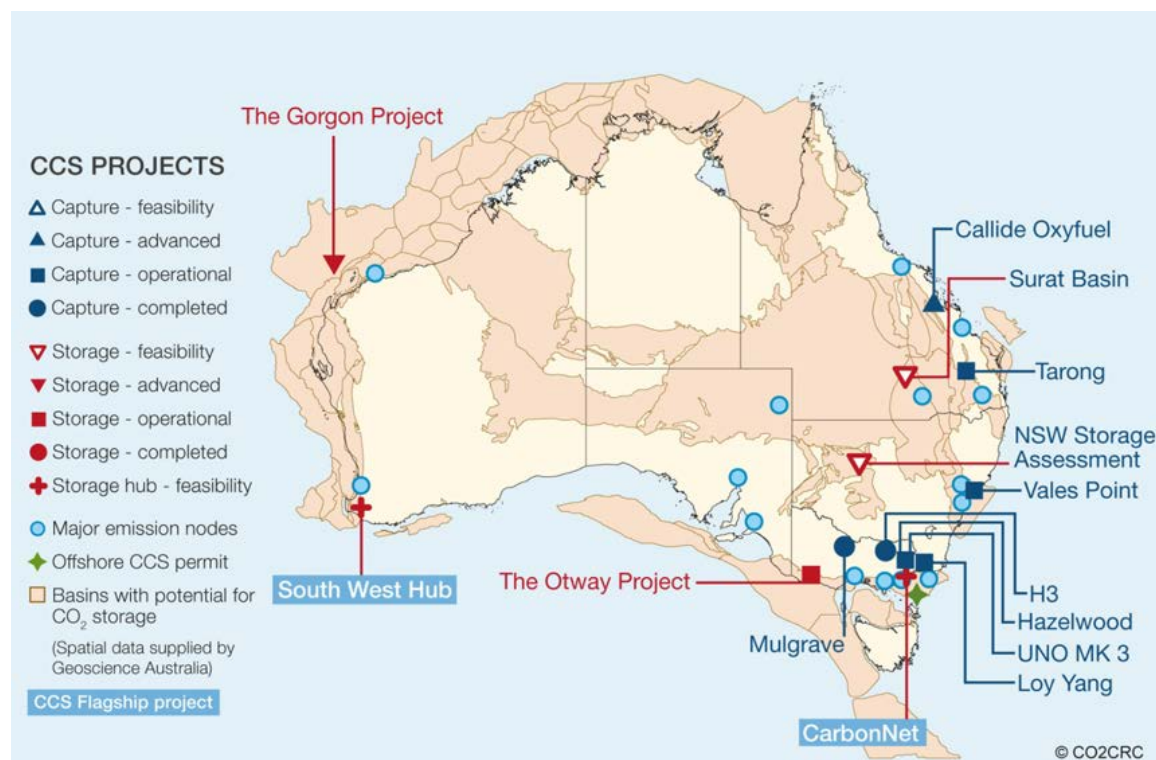 The Gorgon Project
CCS PROJECTS
Capture - feasibility
Capture - advanced
Capture - operational
Capture - completed
Storage - feasibility
Storage - advanced
Storage - operational
Storage - completed
Storage hub - feasibility
Major emission nodes
Offshore CCS permit
Basins with potential for
CO₂ storage
(Spatial data supplied by
Geoscience Australia)
CCS Flagship project
Callide Oxyfuel
Surat Basin
Tarong
NSW Storage
Assessment
Vales Point
South West Hub
The Otway Project
Mulgrave
H3
Hazelwood
UNO MK 3
Loy Yang
CarbonNet
© CO2CRC